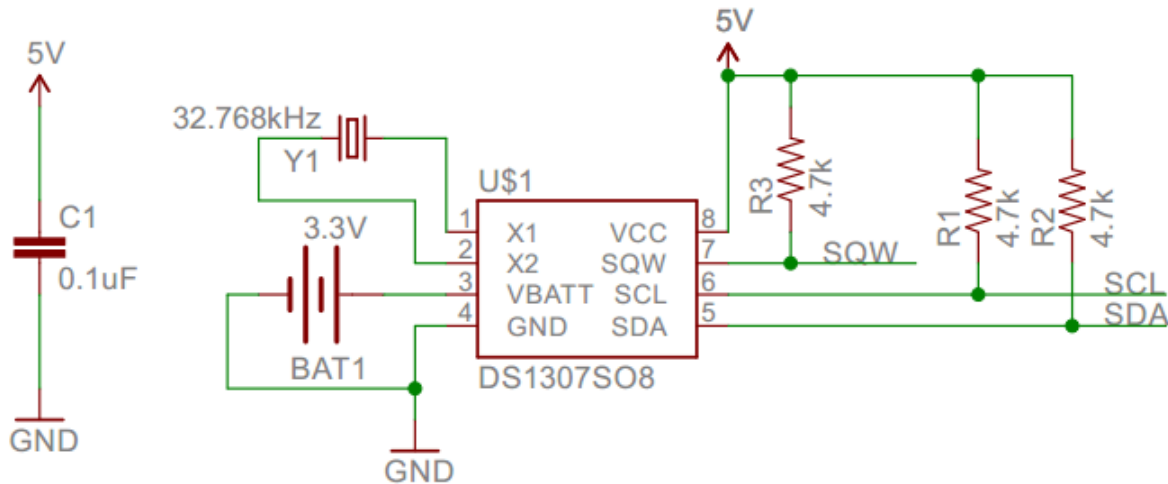 5V
C1
0.1uF
GND
32.768kHz
Y1
3.3V
BAT1
GND
U$1
1
X1
2
X2
3
VBATT
4
GND
VCC
8
SQW
7
SCL
6
SDA
5
DS1307SO8
5V
R3
4.7k
R1
4.7k
R2
4.7k
SQW
SCL
SDA